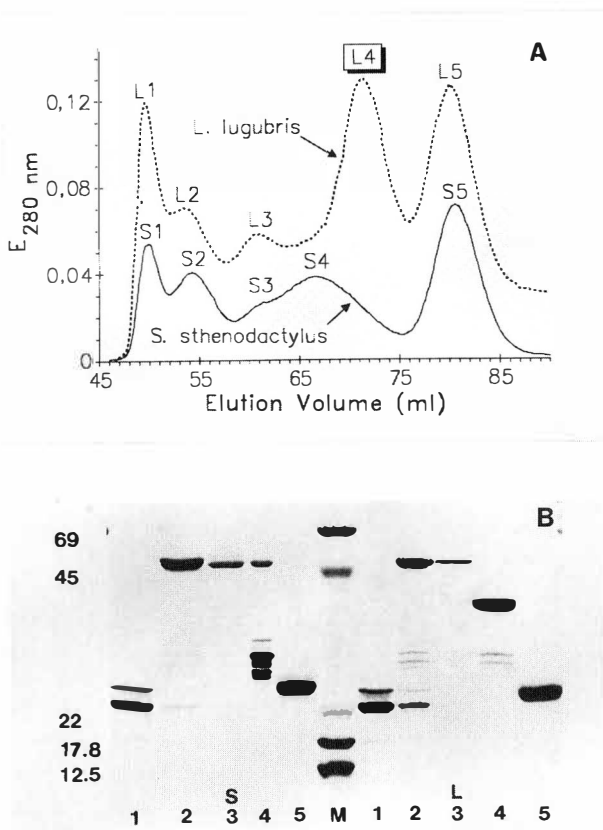 A
L4
L5
L1
0,12
L. lugubris
0,08
L2
L3
S5
E280 nm
S1
S2
S3
S4
0,04
S. sthenodactylus
0
45 55 65 75 85
Elution Volume (ml)
B
69
45
22
17.8
12.5
S L
1 2 3 4 5 M 1 2 3 4 5